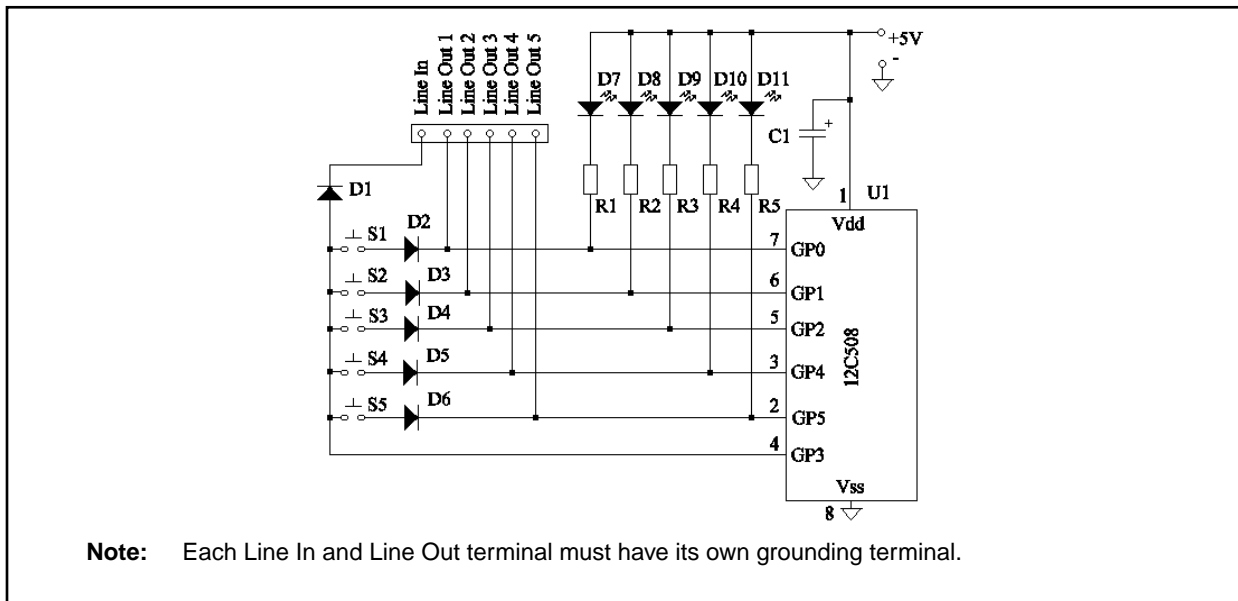 Line In
Line Out 1
Line Out 2
Line Out 3
Line Out 4
Line Out 5
+5V
-
D7
D8
D9
D10
D11
C1
+
D1
R1
R2
R3
R4
R5
1
U1
Vdd
S1
D2
7
GP0
S2
D3
6
GP1
S3
D4
5
GP2
S4
D5
3
GP4
12C508
S5
D6
2
GP5
4
GP3
Vss
8
Note: Each Line In and Line Out terminal must have its own grounding terminal.